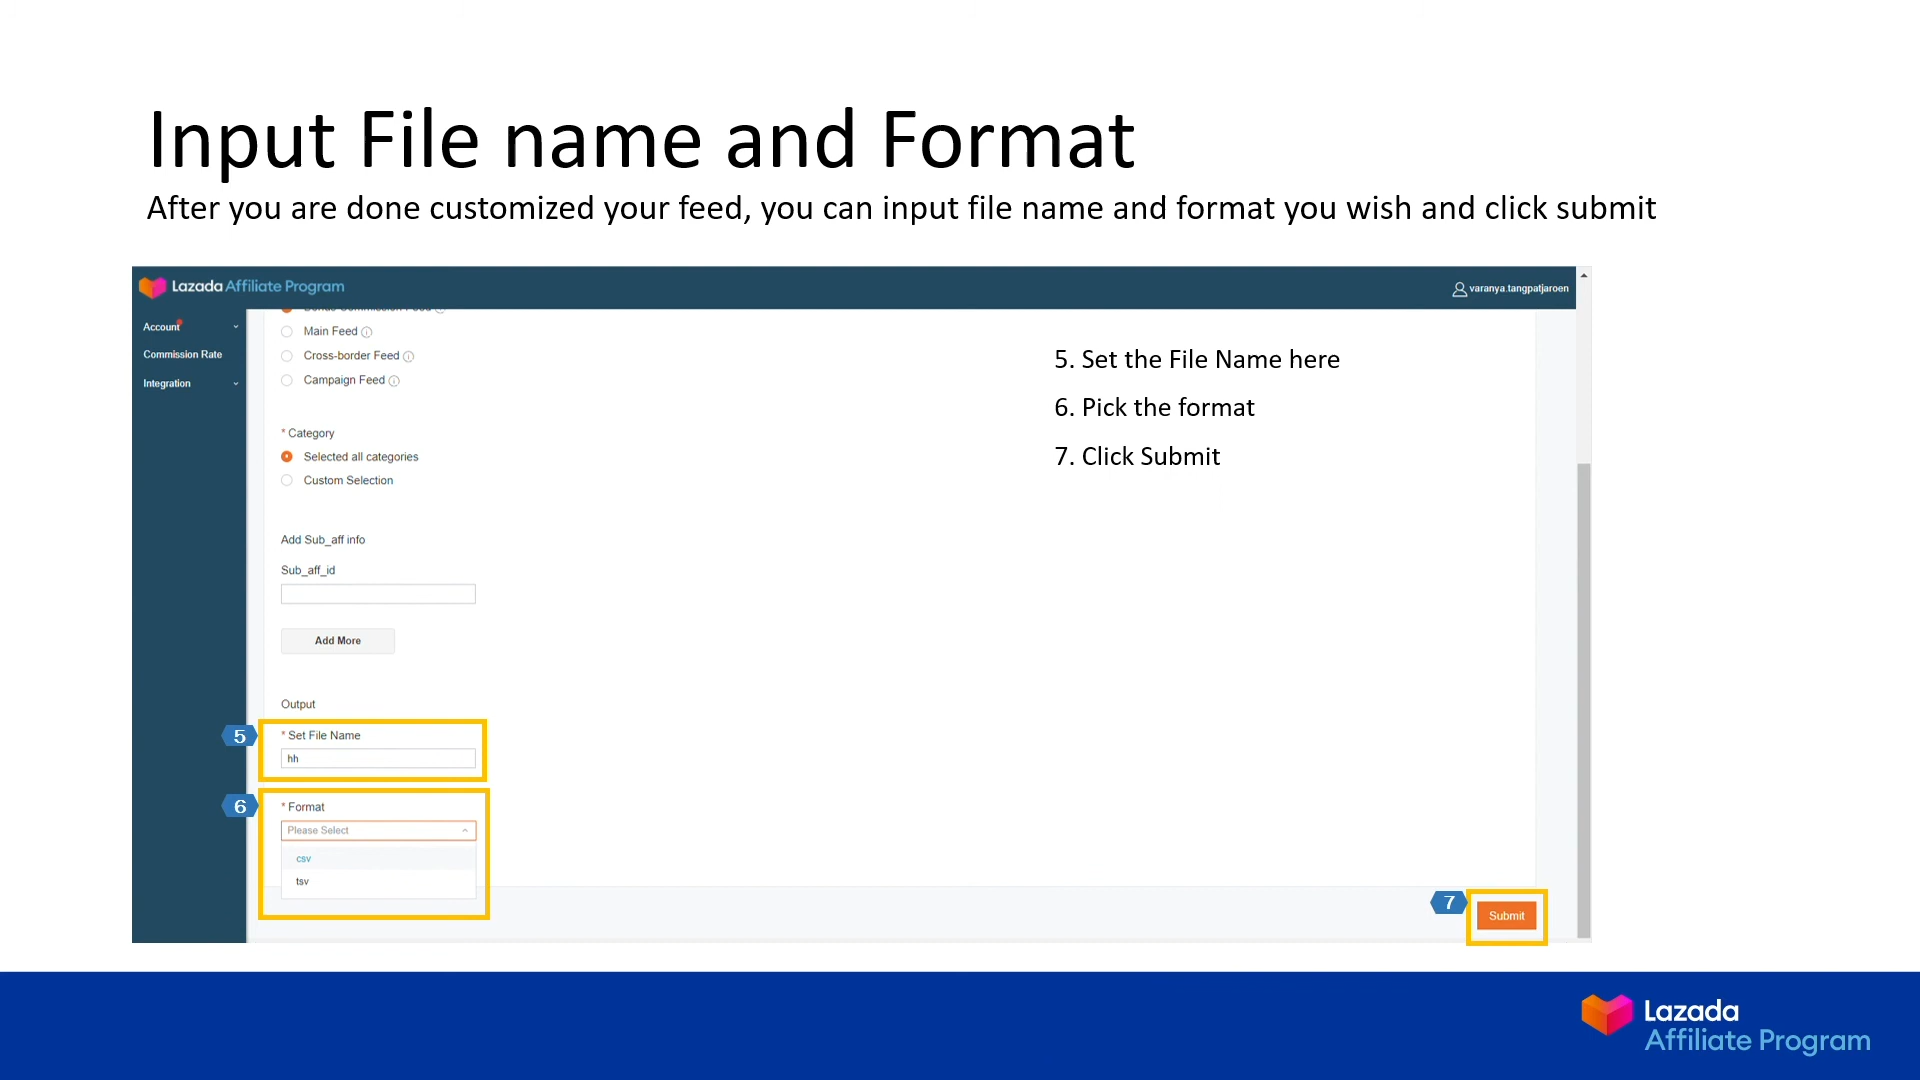 Input File name and Format
After you are done customized your feed, you can input file name and format you wish and click submit
Lazada Affiliate Program
varanya.tangpatjaroen
Account
Commission Rate
Integration
Main Feed
Cross-border Feed
Campaign Feed
* Category
Selected all categories
Custom Selection
Add Sub_aff info
Sub_aff_id
Add More
Output
5
* Set File Name
hh
6
* Format
Please Select
csv
tsv
5. Set the File Name here
6. Pick the format
7. Click Submit
7
Submit
Lazada
Affiliate Program